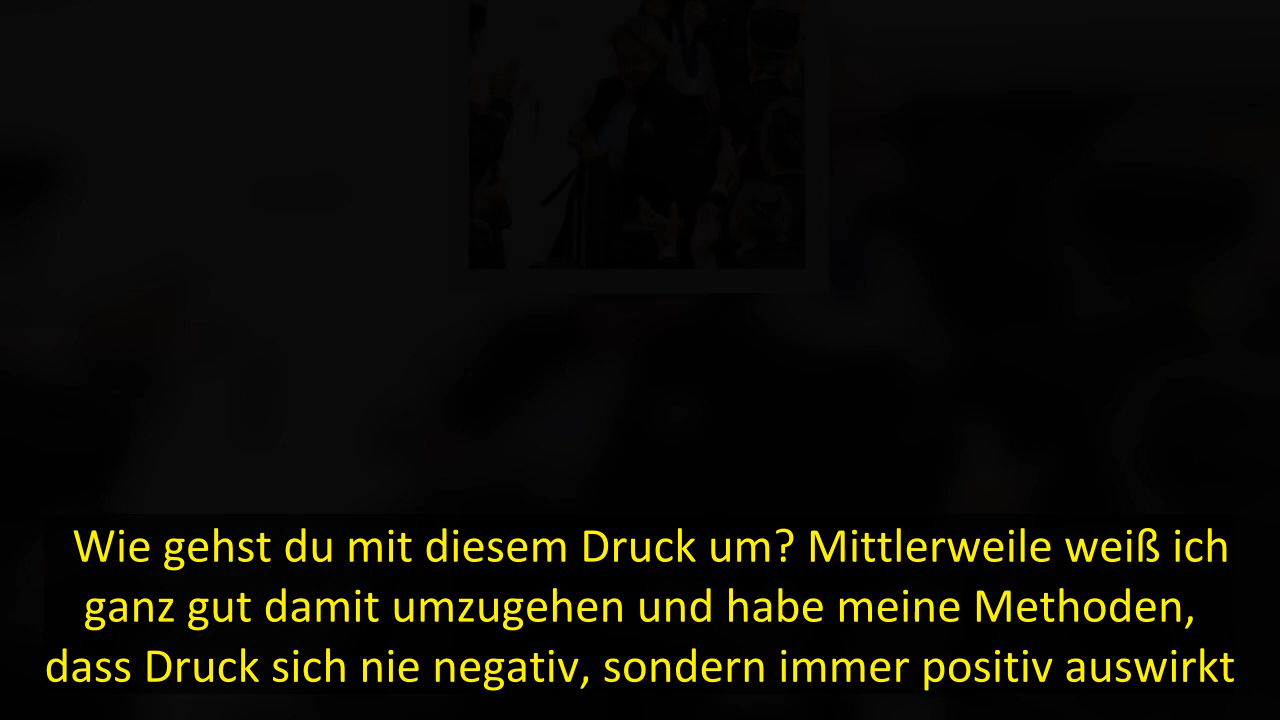 Wie gehst du mit diesem Druck um? Mittlerweile weiß ich
ganz gut damit umzugehen und habe meine Methoden,
dass Druck sich nie negativ, sondern immer positiv auswirkt